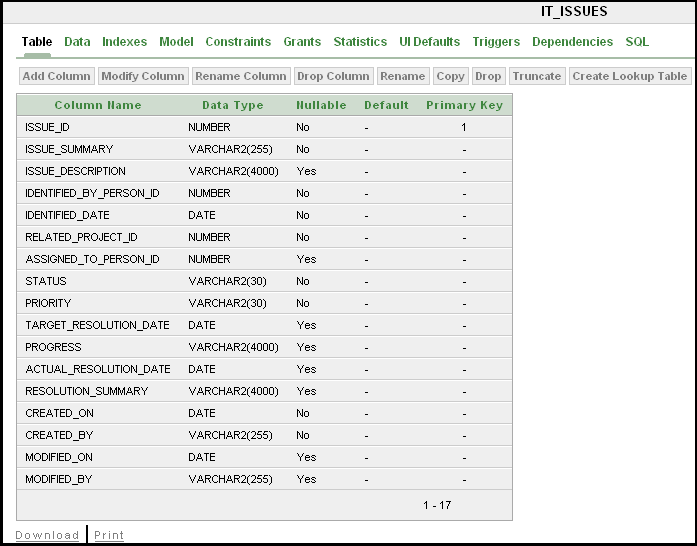 IT_ISSUES
Table Data Indexes Model Constraints Grants Statistics UI Defaults Triggers Dependencies SQL
Add Column Modify Column Rename Column Drop Column Rename Copy Drop Truncate Create Lookup Table
Column Name Data Type Nullable Default Primary Key
ISSUE_ID NUMBER No - 1
ISSUE_SUMMARY VARCHAR2(255) No - -
ISSUE_DESCRIPTION VARCHAR2(4000) Yes - -
IDENTIFIED_BY_PERSON_ID NUMBER No - -
IDENTIFIED_DATE DATE No - -
RELATED_PROJECT_ID NUMBER No - -
ASSIGNED_TO_PERSON_ID NUMBER Yes - -
STATUS VARCHAR2(30) No - -
PRIORITY VARCHAR2(30) No - -
TARGET_RESOLUTION_DATE DATE Yes - -
PROGRESS VARCHAR2(4000) Yes - -
ACTUAL_RESOLUTION_DATE DATE Yes - -
RESOLUTION_SUMMARY VARCHAR2(4000) Yes - -
CREATED_ON DATE No - -
CREATED_BY VARCHAR2(255) No - -
MODIFIED_ON DATE Yes - -
MODIFIED_BY VARCHAR2(255) Yes - -
1 - 17
Download | Print